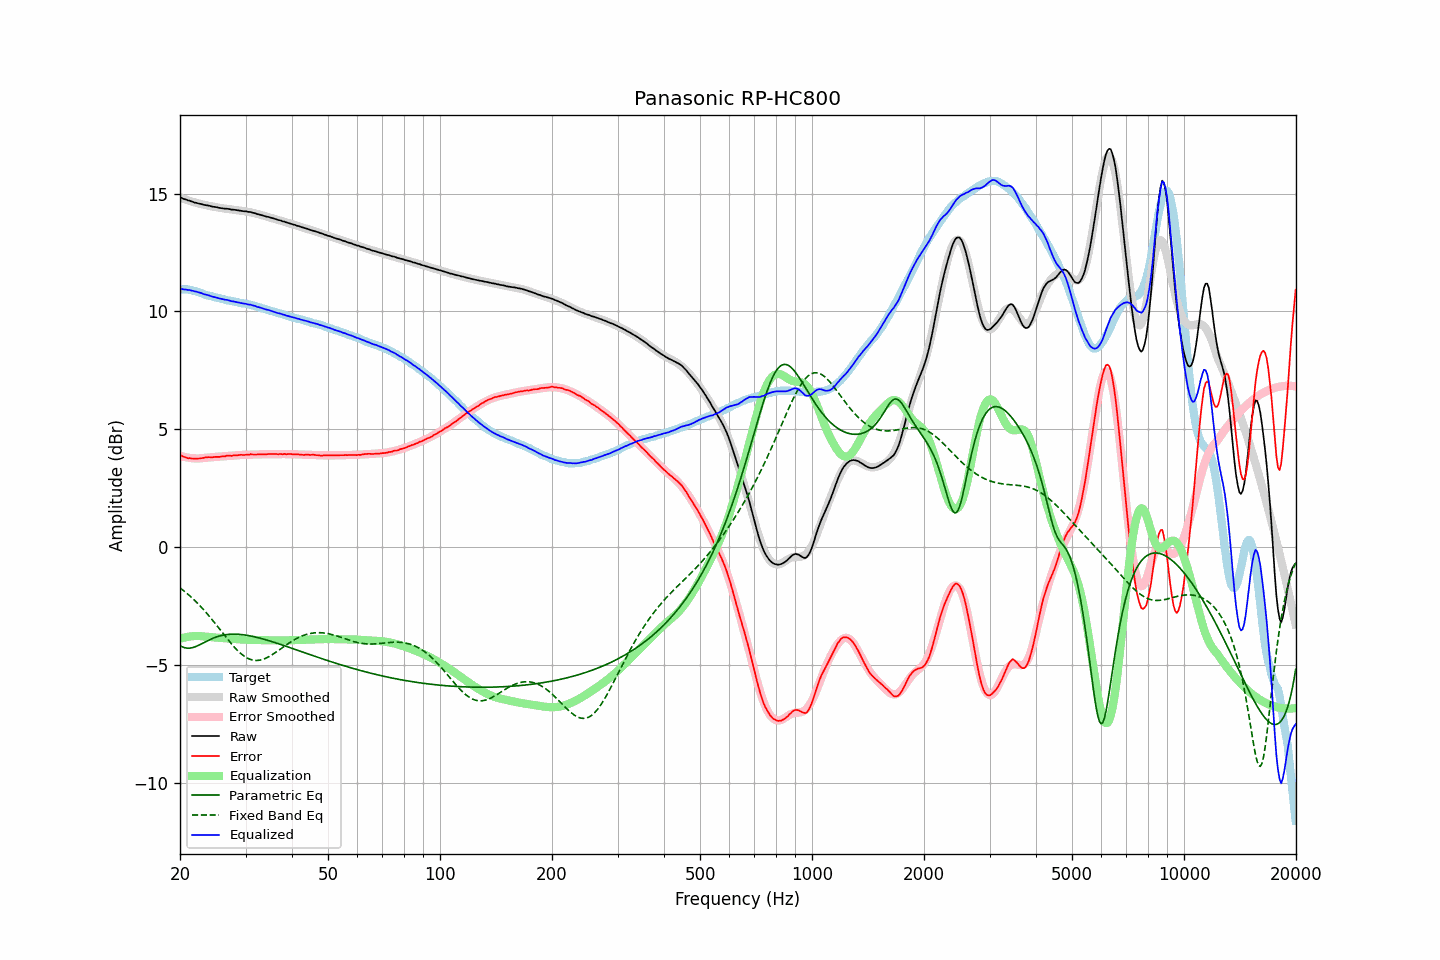 Panasonic RP-HC800
Amplitude (dBr)
15
10
5
0
−5
−10
Target
Raw Smoothed
Error Smoothed
Raw
Error
Equalization
Parametric Eq
Fixed Band Eq
Equalized
20 50 100 200 500 1000 2000 5000 10000 20000
Frequency (Hz)